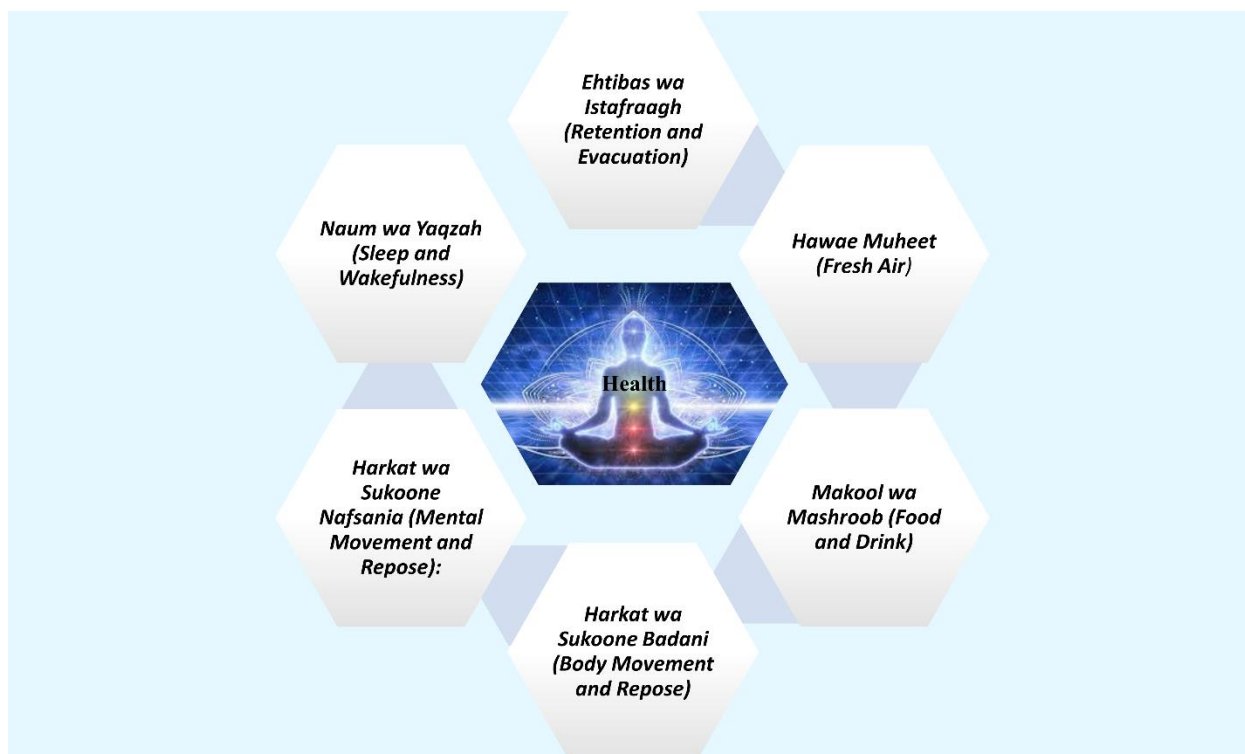 Ehtibas wa
Istafraagh
(Retention and
Evacuation)
Hawae Muheet
(Fresh Air)
Makool wa
Mashroob (Food
and Drink)
Harkat wa
Sukoone Badani
(Body Movement
and Repose)
Harkat wa
Sukoone
Nafsania (Mental
Movement and
Repose):
Naum wa Yaqzah
(Sleep and
Wakefulness)
Health